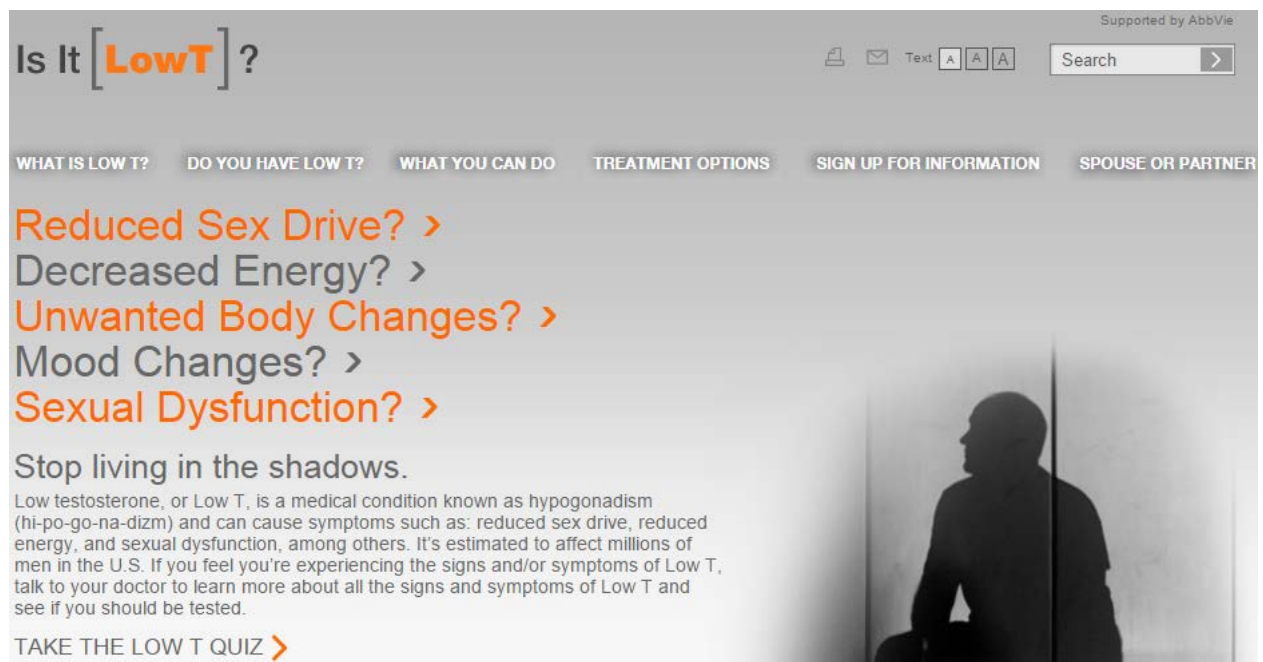 Supported by AbbVie
Is It [LowT]?
Text A A A
Search
WHAT IS LOW T? DO YOU HAVE LOW T? WHAT YOU CAN DO TREATMENT OPTIONS SIGN UP FOR INFORMATION SPOUSE OR PARTNER
Reduced Sex Drive? >
Decreased Energy? >
Unwanted Body Changes? >
Mood Changes? >
Sexual Dysfunction? >
Stop living in the shadows.
Low testosterone, or Low T, is a medical condition known as hypogonadism
(hi-po-go-na-dizm) and can cause symptoms such as: reduced sex drive, reduced
energy, and sexual dysfunction, among others. It's estimated to affect millions of
men in the U.S. If you feel you're experiencing the signs and/or symptoms of Low T,
talk to your doctor to learn more about all the signs and symptoms of Low T and
see if you should be tested.
TAKE THE LOW T QUIZ >